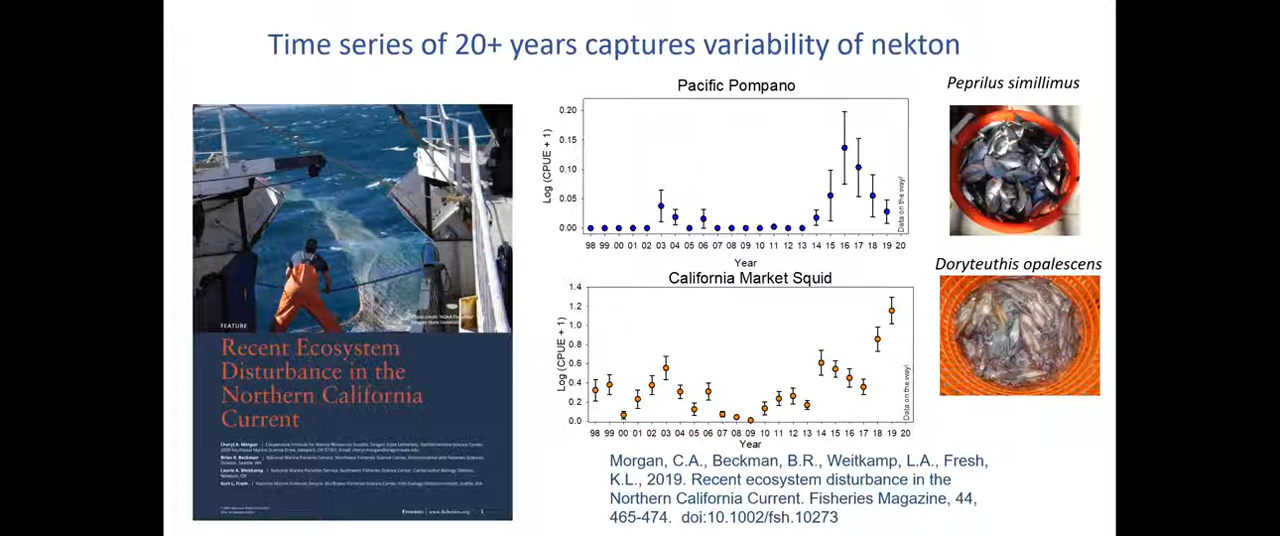 Time series of 20+ years captures variability of nekton
FEATURE
Recent Ecosystem
Disturbance in the
Northern California
Current
Pacific Pompano
Log (CPUE + 1)
0.20
0.15
0.10
0.05
0.00
98 99 00 01 02 03 04 05 06 07 08 09 10 11 12 13 14 15 16 17 18 19 20
Data on the way!
Year
California Market Squid
Log (CPUE + 1)
1.4
1.2
1.0
0.8
0.6
0.4
0.2
0.0
98 99 00 01 02 03 04 05 06 07 08 09 10 11 12 13 14 15 16 17 18 19 20
Data on the way!
Year
Peprilus simillimus
Doryteuthis opalescens
Morgan, C.A., Beckman, B.R., Weitkamp, L.A., Fresh,
K.L., 2019. Recent ecosystem disturbance in the
Northern California Current. Fisheries Magazine, 44,
465-474. doi:10.1002/fsh.10273